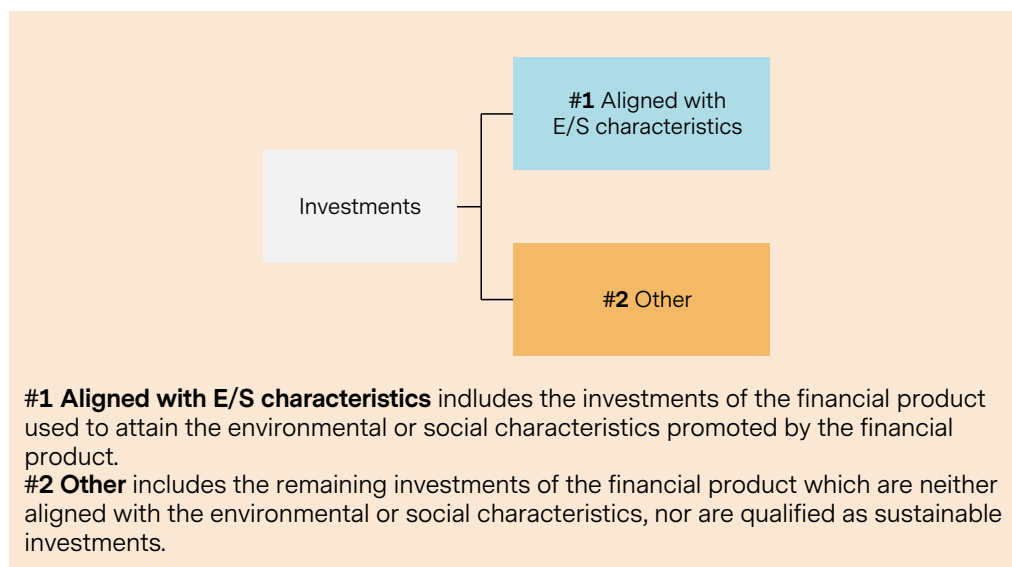 #1 Aligned with
E/S characteristics
Investments
#2 Other
#1 Aligned with E/S characteristics indludes the investments of the financial product
used to attain the environmental or social characteristics promoted by the financial
product.
#2 Other includes the remaining investments of the financial product which are neither
aligned with the environmental or social characteristics, nor are qualified as sustainable
investments.